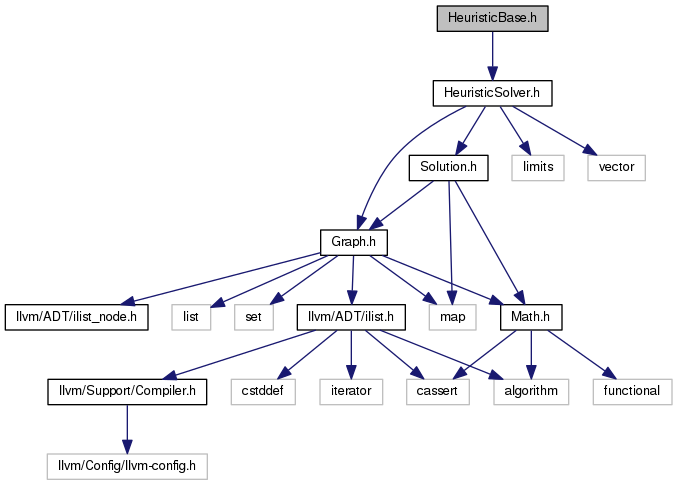 HeuristicBase.h
HeuristicSolver.h
Solution.h
limits
vector
Graph.h
llvm/ADT/ilist_node.h
list
set
llvm/ADT/ilist.h
map
Math.h
llvm/Support/Compiler.h
cstddef
iterator
cassert
algorithm
functional
llvm/Config/llvm-config.h